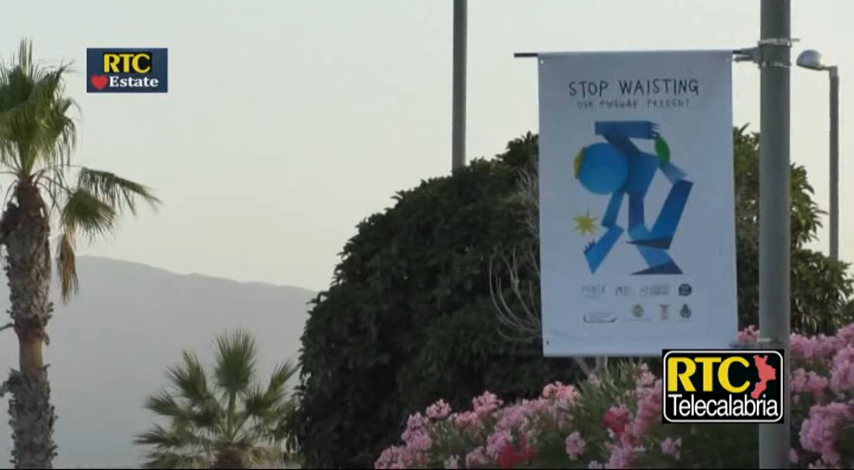 RTC
Estate
STOP WAISTING
OUR FUTURE PRESENT
RTC
Telecalabria